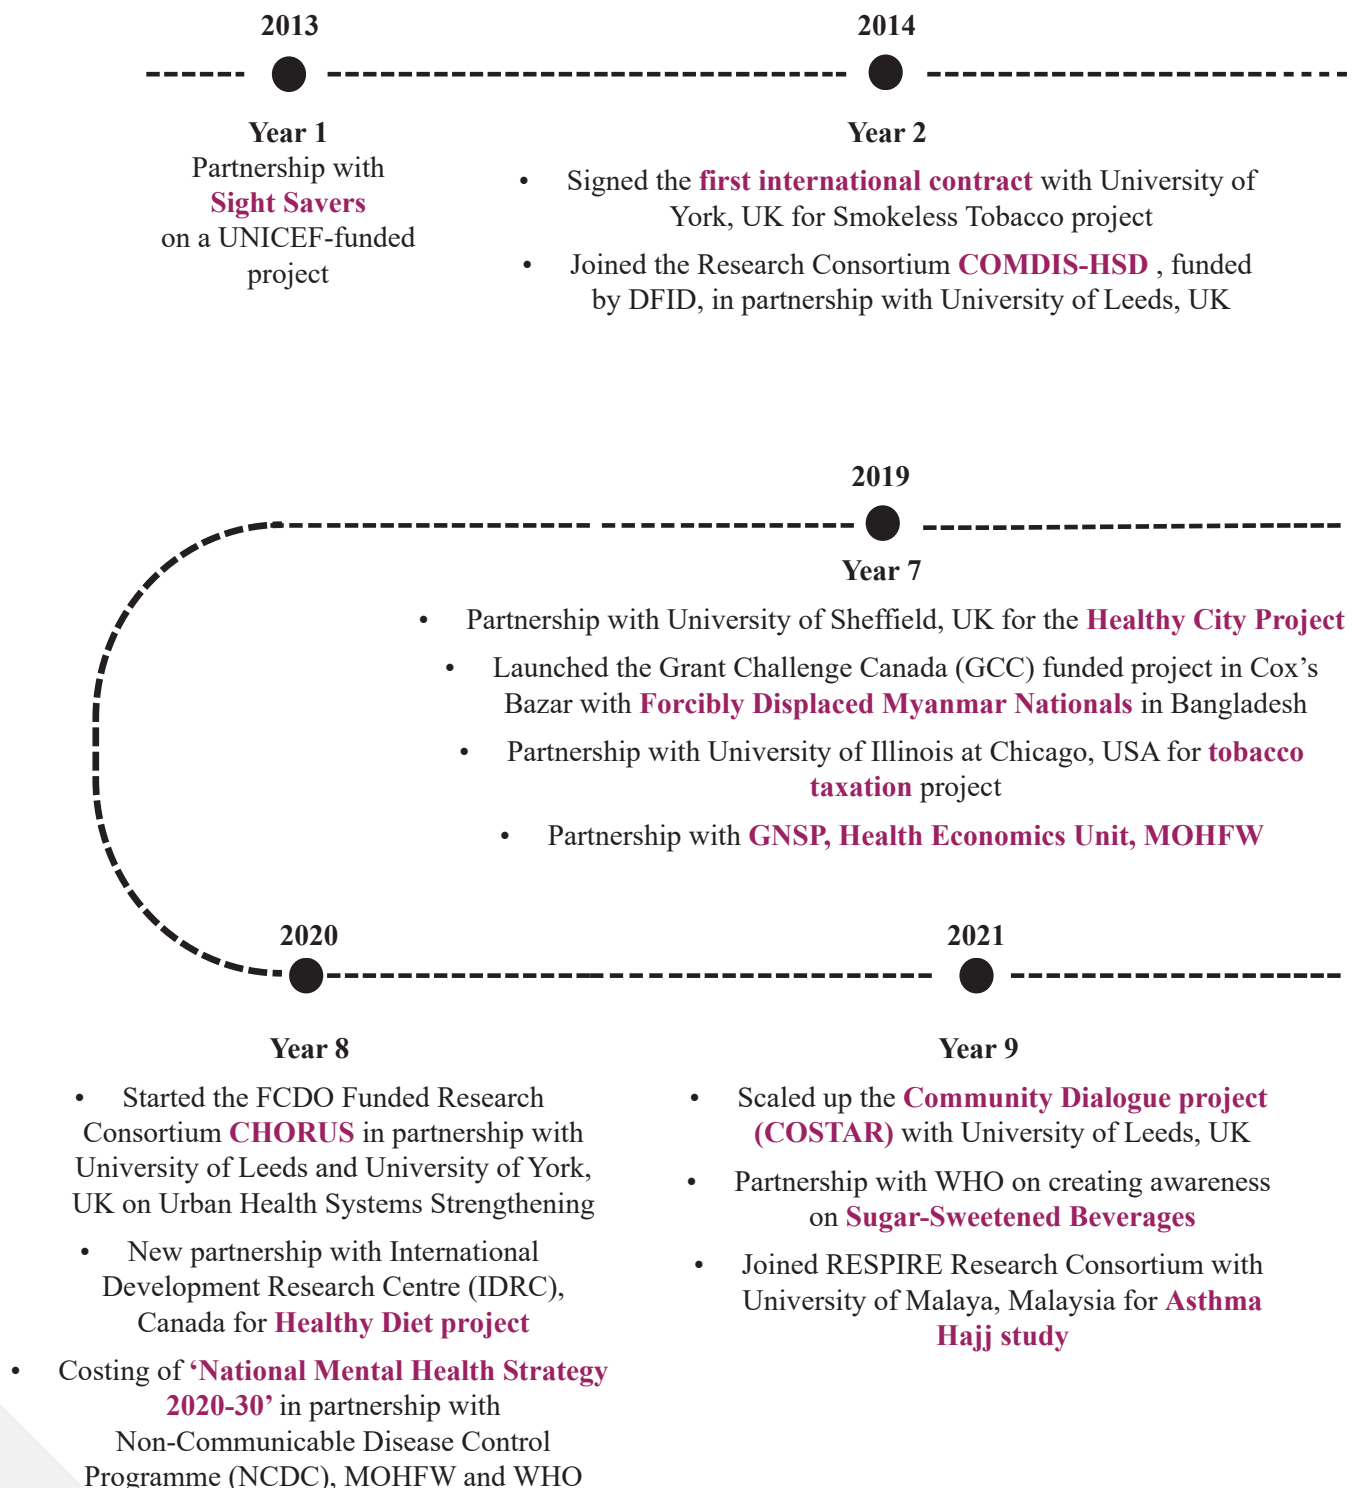 2013
Year 1
Partnership with
Sight Savers
on a UNICEF-funded
project
2014
Year 2
• Signed the first international contract with University of
York, UK for Smokeless Tobacco project
• Joined the Research Consortium COMDIS-HSD , funded
by DFID, in partnership with University of Leeds, UK
2019
Year 7
• Partnership with University of Sheffield, UK for the Healthy City Project
• Launched the Grant Challenge Canada (GCC) funded project in Cox’s
Bazar with Forcibly Displaced Myanmar Nationals in Bangladesh
• Partnership with University of Illinois at Chicago, USA for tobacco
taxation project
• Partnership with GNSP, Health Economics Unit, MOHFW
2020
Year 8
• Started the FCDO Funded Research
Consortium CHORUS in partnership with
University of Leeds and University of York,
UK on Urban Health Systems Strengthening
• New partnership with International
Development Research Centre (IDRC),
Canada for Healthy Diet project
• Costing of ‘National Mental Health Strategy
2020-30’ in partnership with
Non-Communicable Disease Control
Programme (NCDC), MOHFW and WHO
2021
Year 9
• Scaled up the Community Dialogue project
(COSTAR) with University of Leeds, UK
• Partnership with WHO on creating awareness
on Sugar-Sweetened Beverages
• Joined RESPIRE Research Consortium with
University of Malaya, Malaysia for Asthma
Hajj study